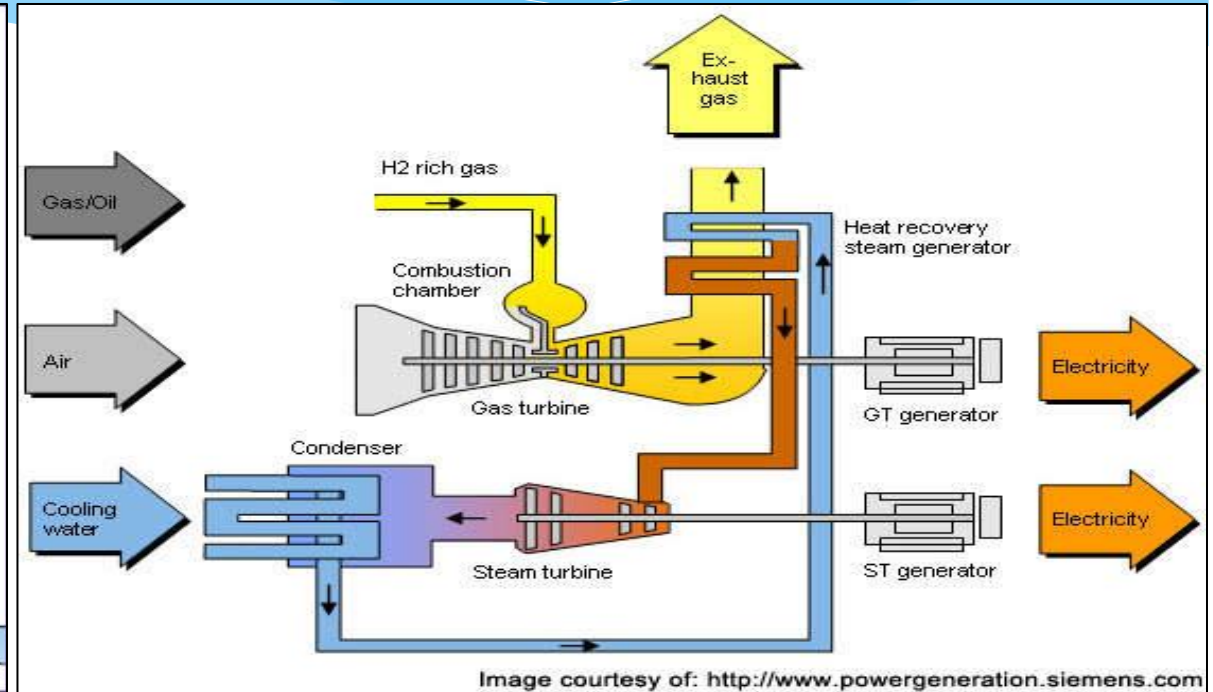 Ex-
haust
gas
H2 rich gas
Gas/Oil
Heat recovery
steam generator
Combustion
chamber
Air
Electricity
Gas turbine
GT generator
Condenser
Cooling
water
Electricity
Steam turbine
ST generator
Image courtesy of: http://www.powergeneration.siemens.com